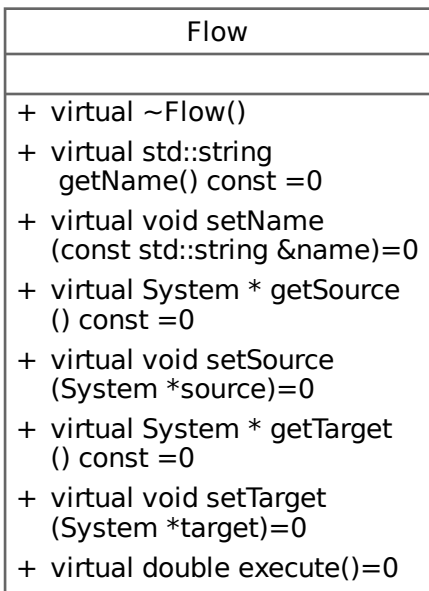 Flow
+ virtual ~Flow()
+ virtual std::string
getName() const =0
+ virtual void setName
(const std::string &name)=0
+ virtual System * getSource
() const =0
+ virtual void setSource
(System *source)=0
+ virtual System * getTarget
() const =0
+ virtual void setTarget
(System *target)=0
+ virtual double execute()=0